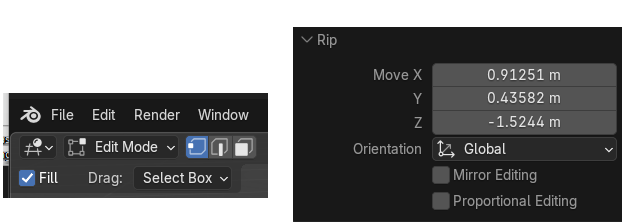 File Edit Render Window
Edit Mode
Fill Drag: Select Box
Rip
Move X 0.91251 m
Y 0.43582 m
Z -1.5244 m
Orientation Global
Mirror Editing
Proportional Editing